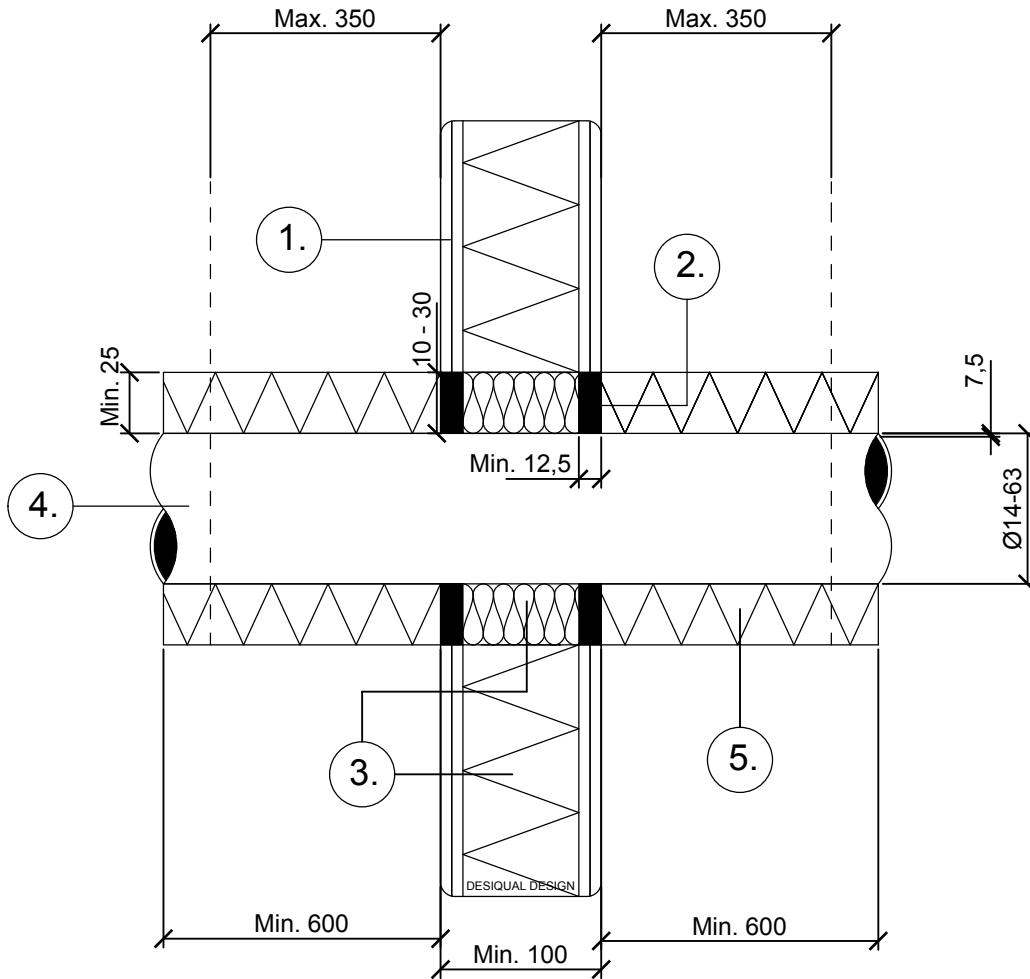 Max. 350
Max. 350
1.
2.
10 - 30
Min. 25
7,5
Min. 12,5
4.
Ø14-63
3.
5.
DESIQUAL DESIGN
Min. 600
Min. 600
Min. 100